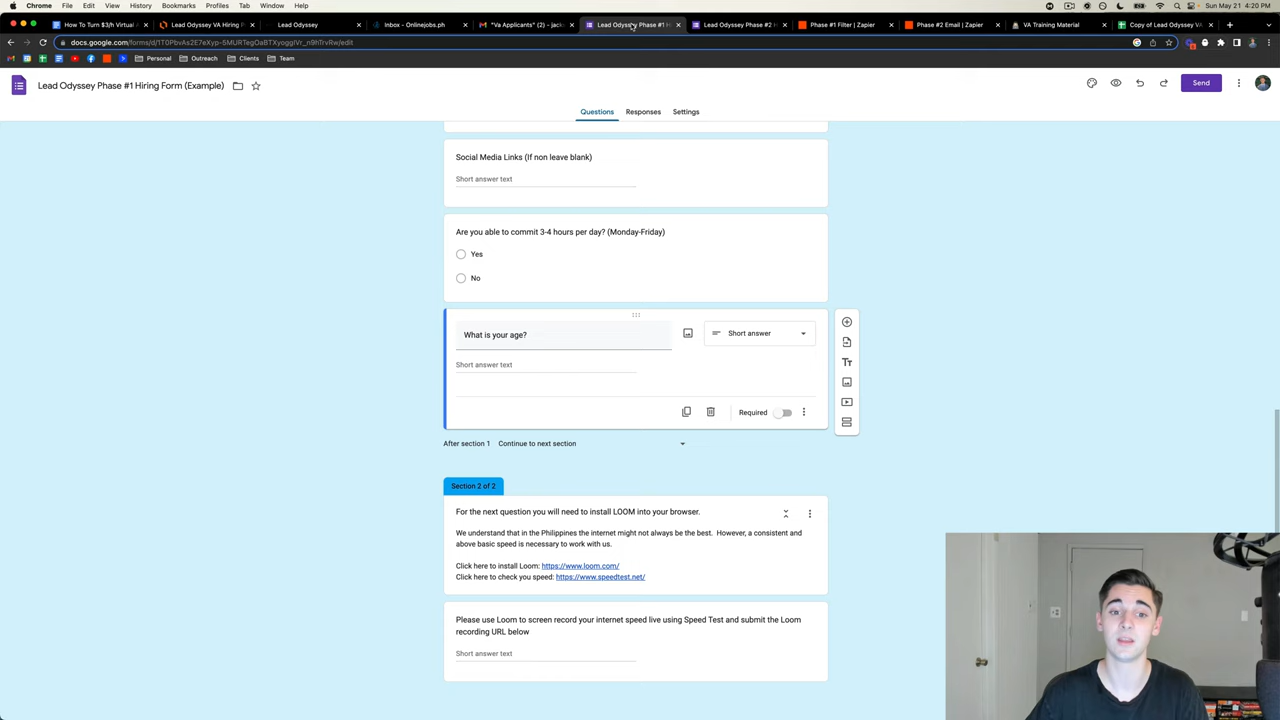 Chrome File Edit View History Bookmarks Profiles Tab Window Help Sun May 21 4:20 PM
How To Turn $3/h Virtual A Lead Odyssey VA Hiring P Lead Odyssey Inbox - Onlinejobs.ph "Va Applicants" (2) - jack Lead Odyssey Phase #1 H Lead Odyssey Phase #2 H Phase #1 Filter | Zapier Phase #2 Email | Zapier VA Training Material Copy of Lead Odyssey VA
Personal Outreach Clients Team
Lead Odyssey Phase #1 Hiring Form (Example)
Send
Questions Responses Settings
Social Media Links (If non leave blank)
Short answer text
Are you able to commit 3-4 hours per day? (Monday-Friday)
Yes
No
What is your age?
Short answer
Short answer text
Required
After section 1 Continue to next section
Section 2 of 2
For the next question you will need to install LOOM into your browser.
We understand that in the Philippines the internet might not always be the best. However, a consistent and
above basic speed is necessary to work with us.
Click here to install Loom: https://www.loom.com/
Click here to check you speed: https://www.speedtest.net/
Please use Loom to screen record your internet speed live using Speed Test and submit the Loom
recording URL below
Short answer text